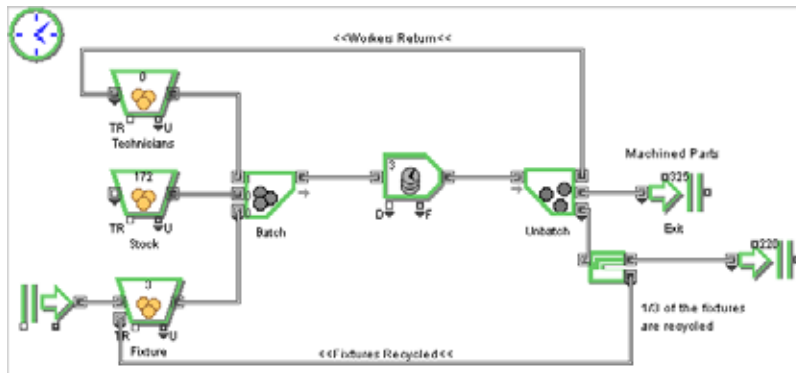 <<Workers Return<<
0
TR
U
Technicians
172
TR
U
Stock
Batch
3
D
F
Unbatch
Machined Parts
325
Exit
220
1/3 of the fixtures
are recycled
3
TR
U
Fixture
<<Fixtures Recycled<<